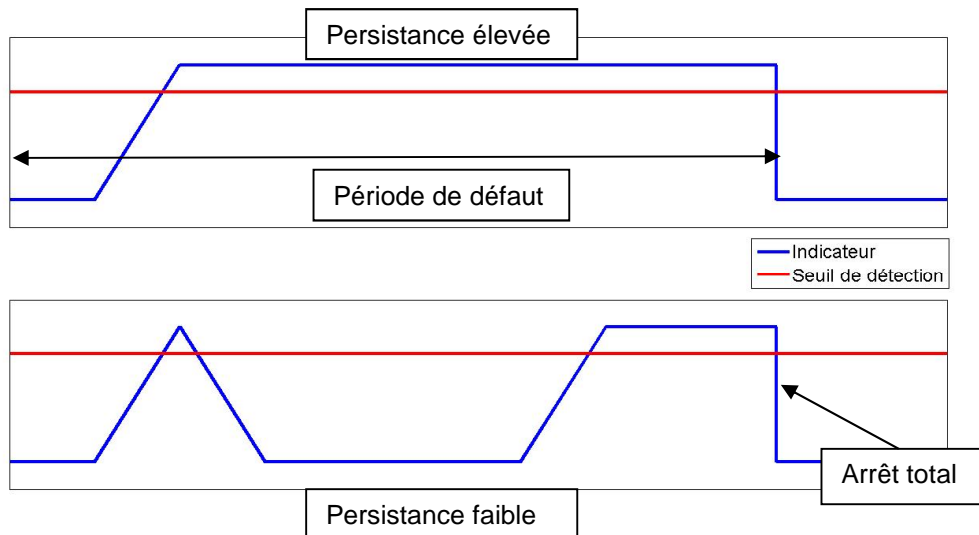 Persistance élevée
Période de défaut
Indicateur
Seuil de détection
Arrêt total
Persistance faible